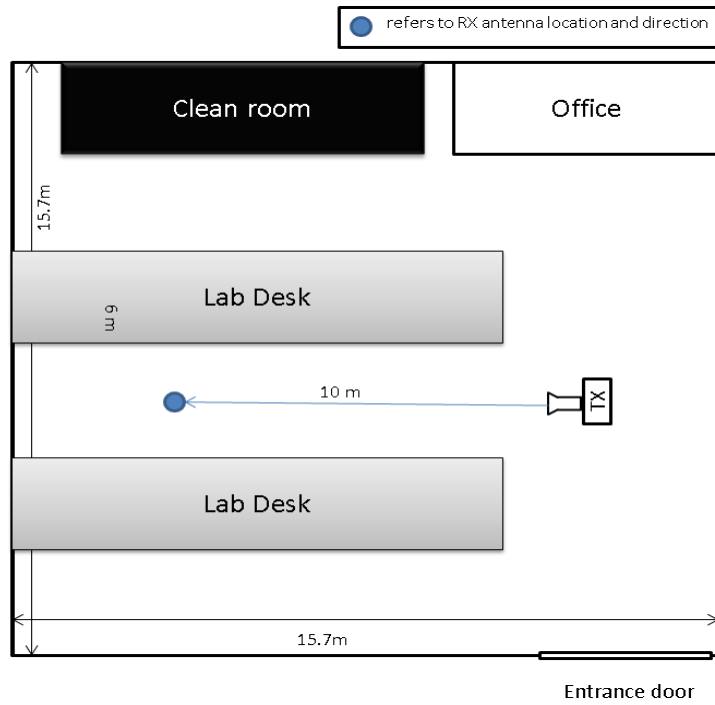 refers to RX antenna location and direction
Clean room
Office
15.7m
Lab Desk
6 m
10 m
TX
Lab Desk
15.7m
Entrance door